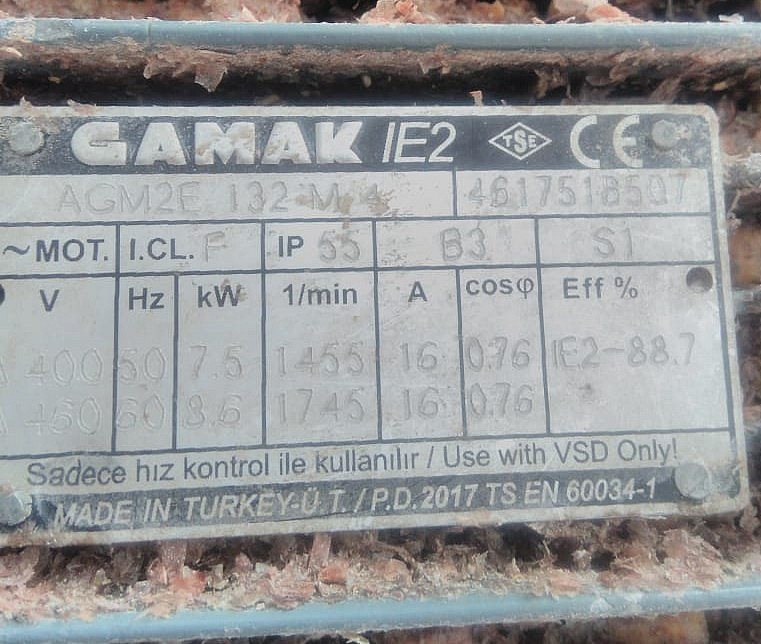 GAMAK IE2 TSE CE
AGM2E 132 M 4 461751B507
~MOT. I.CL. F IP 55 B3 S1
V Hz kW 1/min A cosφ Eff %
400 50 7.5 1455 16 0.76 IE2-88.7
460 60 8.6 1745 16 0.76
Sadece hız kontrol ile kullanılır / Use with VSD Only!
MADE IN TURKEY-Ü.T./P.D.2017 TS EN 60034-1